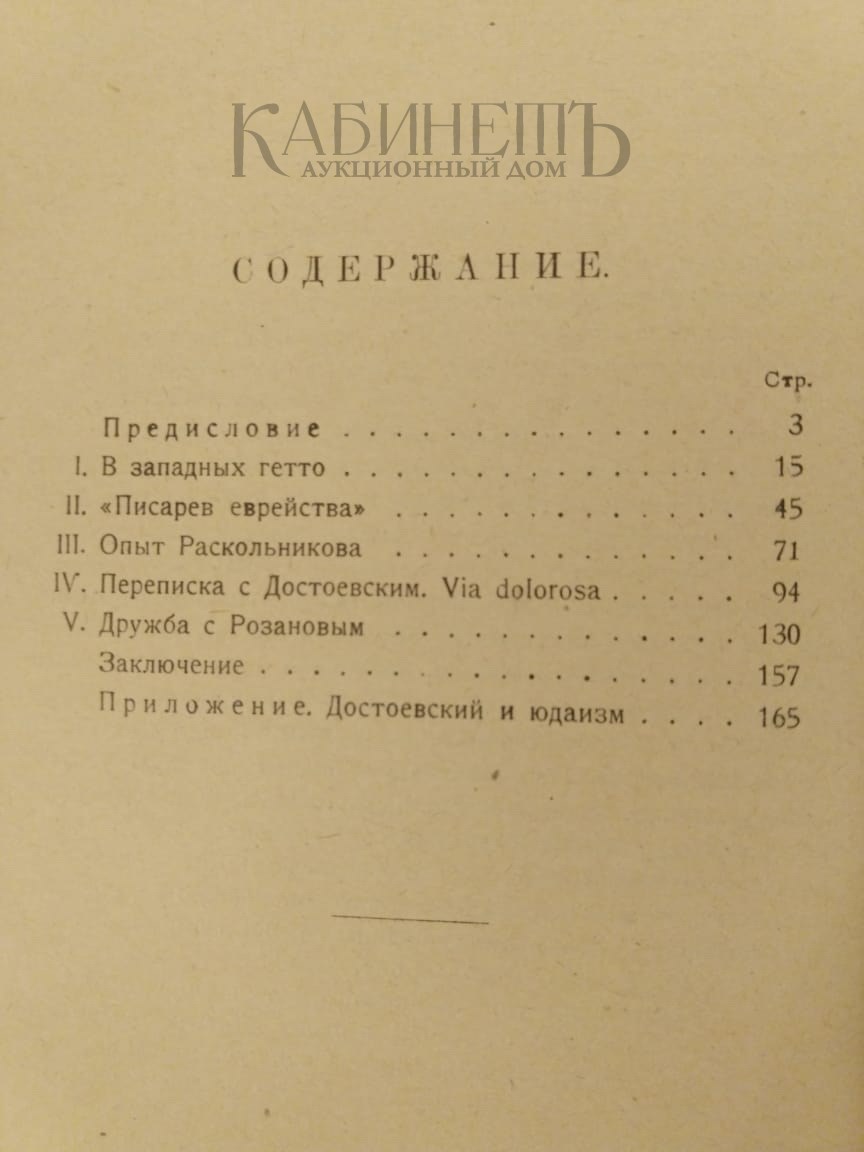 КАБИНЕТЪ
АУКЦИОННЫЙ ДОМ
СОДЕРЖАНИЕ.
Стр.
Предисловие . . . . . . . . . . . . . . . . 3
I. В западных гетто . . . . . . . . . . . . . . . . 15
II. «Писарев еврейства» . . . . . . . . . . . . . . 45
III. Опыт Раскольникова . . . . . . . . . . . . . . 71
IV. Переписка с Достоевским. Via dolorosa . . . . . 94
V. Дружба с Розановым . . . . . . . . . . . . . . 130
Заключение . . . . . . . . . . . . . . . . . . . 157
Приложение. Достоевский и юдаизм . . . . 165